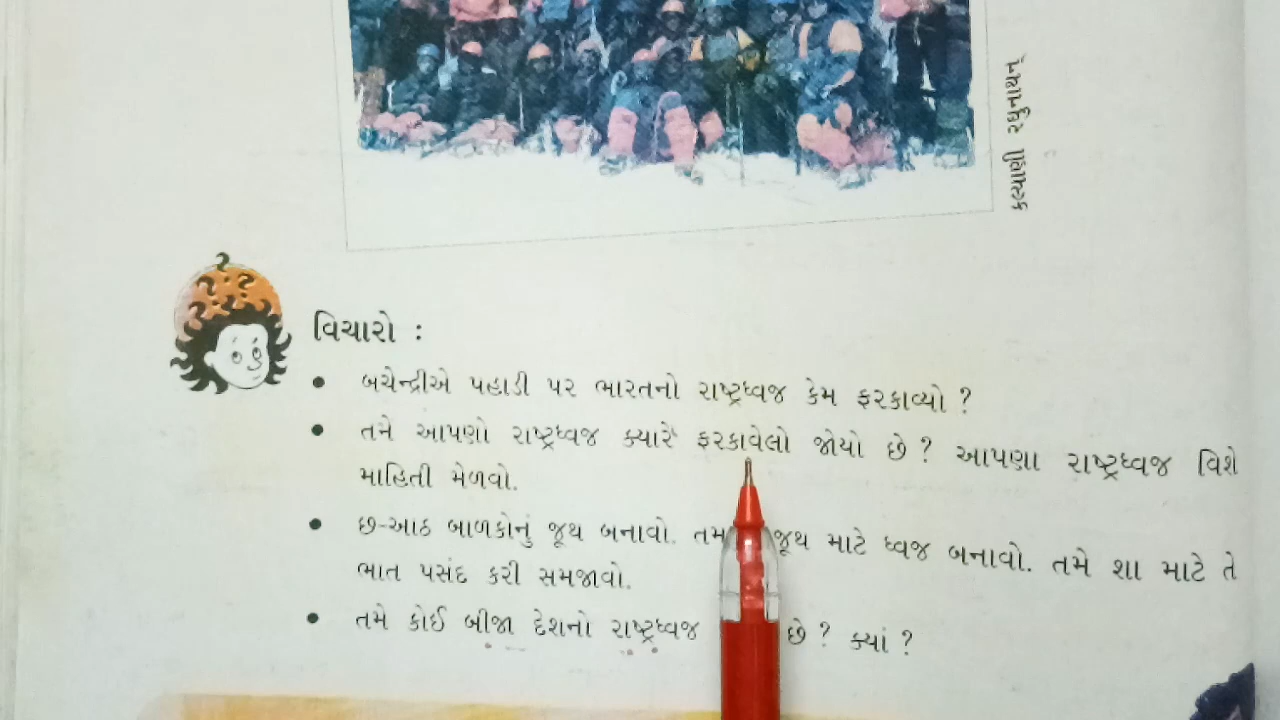 કલ્યાણી રઘુનાથન્
વિચારો :
• બચેન્દ્રીએ પહાડી પર ભારતનો રાષ્ટ્રધ્વજ કેમ ફરકાવ્યો ?
• તમે આપણો રાષ્ટ્રધ્વજ ક્યારે ફરકાવેલો જોયો છે ? આપણા રાષ્ટ્રધ્વજ વિશે
માહિતી મેળવો.
• છ-આઠ બાળકોનું જૂથ બનાવો. જૂથ માટે ધ્વજ બનાવો. તમે શા માટે તે
ભાત પસંદ કરી સમજાવો.
• તમે કોઈ બીજા દેશનો રાષ્ટ્રધ્વજ છે ? ક્યાં ?